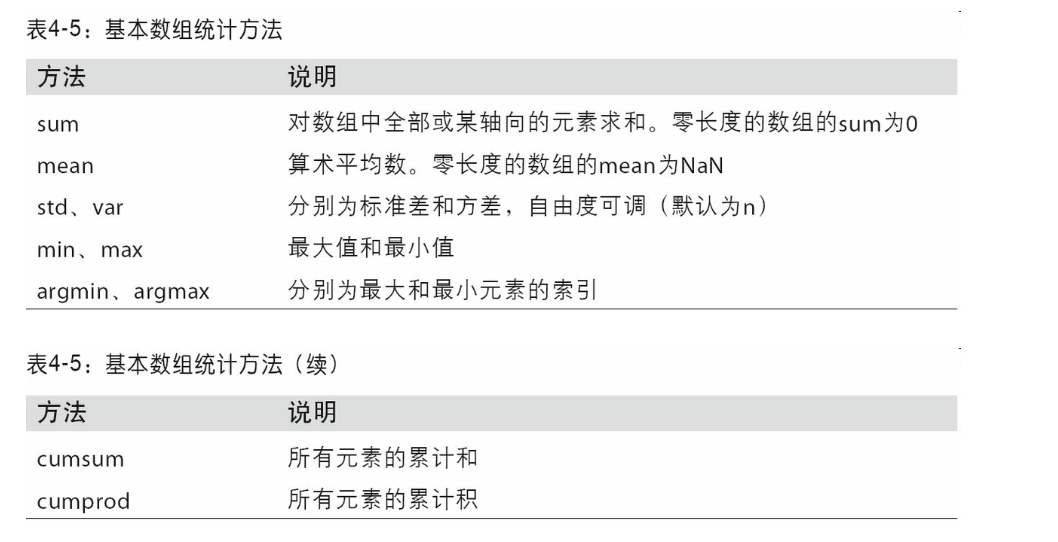 表4-5：基本数组统计方法
方法 说明
sum 对数组中全部或某轴向的元素求和。零长度的数组的sum为0
mean 算术平均数。零长度的数组的mean为NaN
std、var 分别为标准差和方差，自由度可调（默认为n）
min、max 最大值和最小值
argmin、argmax 分别为最大和最小元素的索引
表4-5：基本数组统计方法（续）
方法 说明
cumsum 所有元素的累计和
cumprod 所有元素的累计积